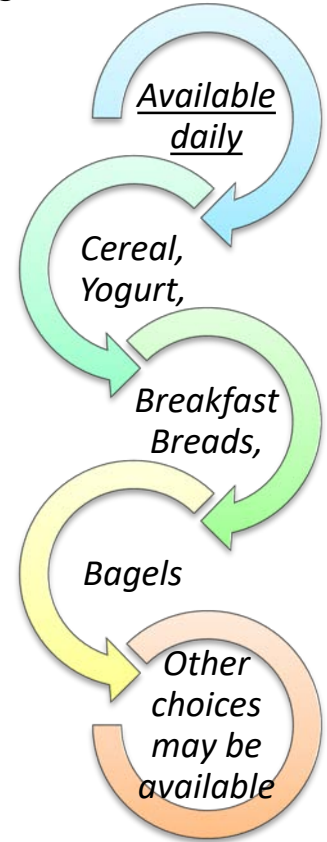 Available
daily
Cereal,
Yogurt,
Breakfast
Breads,
Bagels
Other
choices
may be
available